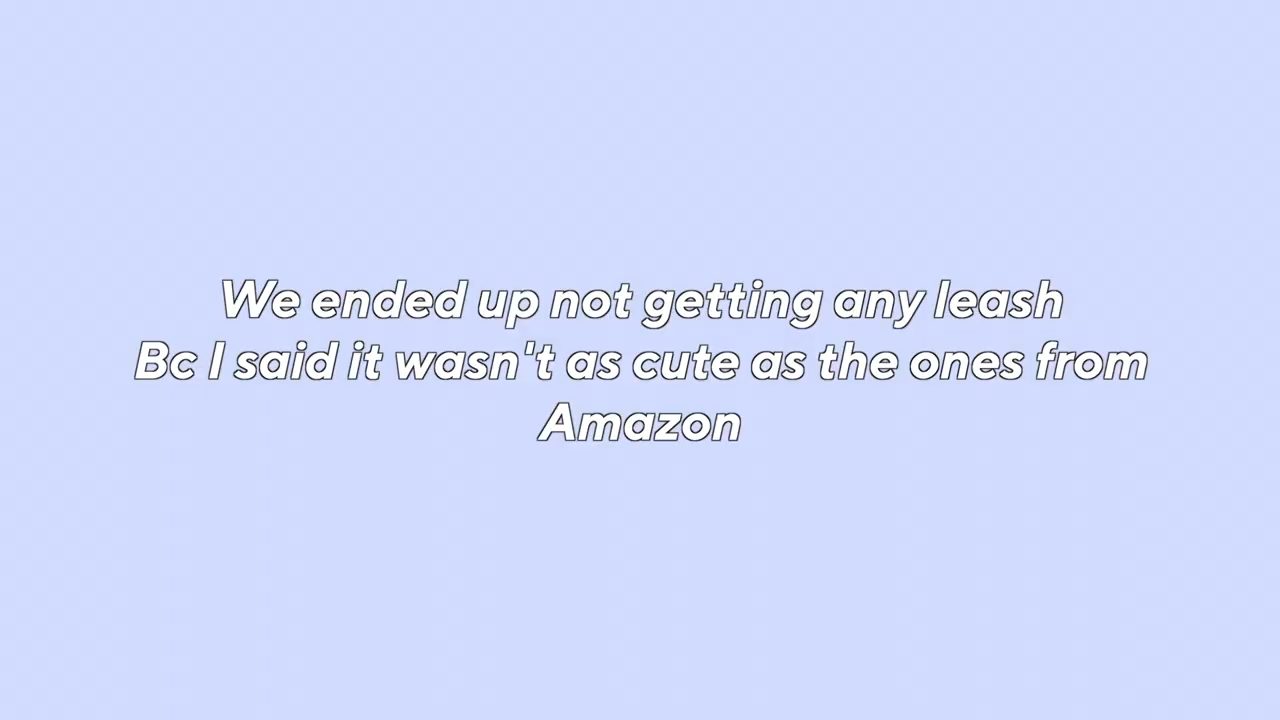 We ended up not getting any leash
Bc I said it wasn't as cute as the ones from
Amazon